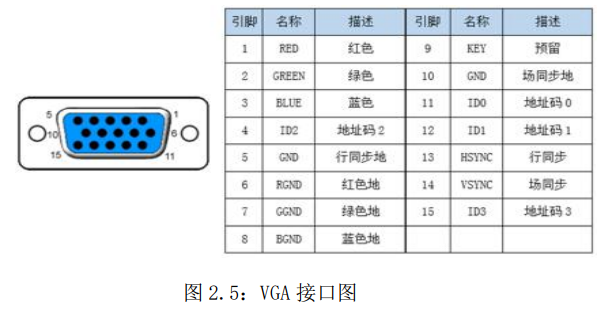 引脚 名称 描述 引脚 名称 描述
1 RED 红色 9 KEY 预留
2 GREEN 绿色 10 GND 场同步地
3 BLUE 蓝色 11 ID0 地址码0
4 ID2 地址码2 12 ID1 地址码1
5 GND 行同步地 13 HSYNC 行同步
6 RGND 红色地 14 VSYNC 场同步
7 GGND 绿色地 15 ID3 地址码3
8 BGND 蓝色地
5 1
10 6
15 11
图 2.5：VGA 接口图